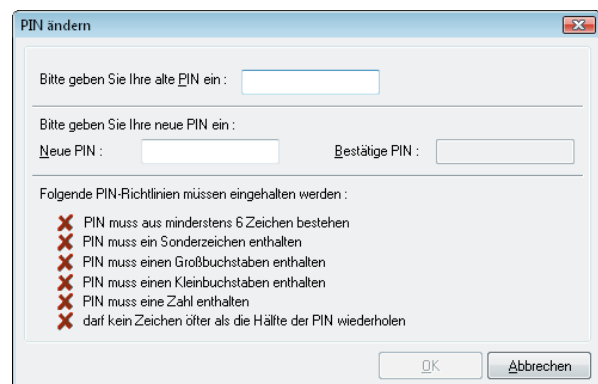 PIN ändern
Bitte geben Sie Ihre alte PIN ein :
Bitte geben Sie Ihre neue PIN ein :
Neue PIN : Bestätige PIN :
Folgende PIN-Richtlinien müssen eingehalten werden :
PIN muss aus minderstens 6 Zeichen bestehen
PIN muss ein Sonderzeichen enthalten
PIN muss einen Großbuchstaben enthalten
PIN muss einen Kleinbuchstaben enthalten
PIN muss eine Zahl enthalten
darf kein Zeichen öfter als die Hälfte der PIN wiederholen
OK Abbrechen